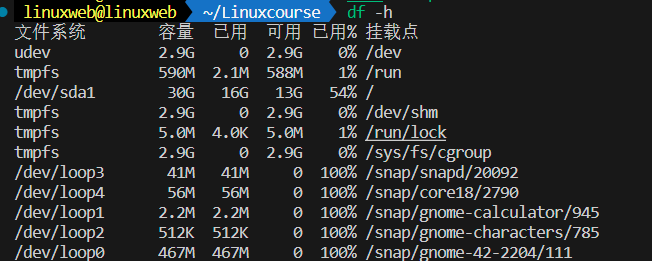 linuxweb@linuxweb ~/Linuxcourse df -h
文件系统 容量 已用 可用 已用% 挂载点
udev 2.9G 0 2.9G 0% /dev
tmpfs 590M 2.1M 588M 1% /run
/dev/sda1 30G 16G 13G 54% /
tmpfs 2.9G 0 2.9G 0% /dev/shm
tmpfs 5.0M 4.0K 5.0M 1% /run/lock
tmpfs 2.9G 0 2.9G 0% /sys/fs/cgroup
/dev/loop3 41M 41M 0 100% /snap/snapd/20092
/dev/loop4 56M 56M 0 100% /snap/core18/2790
/dev/loop1 2.2M 2.2M 0 100% /snap/gnome-calculator/945
/dev/loop2 512K 512K 0 100% /snap/gnome-characters/785
/dev/loop0 467M 467M 0 100% /snap/gnome-42-2204/111